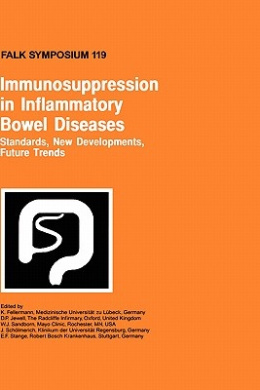 FALK SYMPOSIUM 119
Immunosuppression
in Inflammatory
Bowel Diseases
Standards, New Developments,
Future Trends
Edited by
K. Fellermann, Medizinische Universität zu Lübeck, Germany
D.P. Jewell, The Radcliffe Infirmary, Oxford, United Kingdom
W.J. Sandborn, Mayo Clinic, Rochester, MH, USA
J. Schölmerich, Klinikum der Universität Regensburg, Germany
E.F. Stange, Robert Bosch Krankenhaus, Stuttgart, Germany